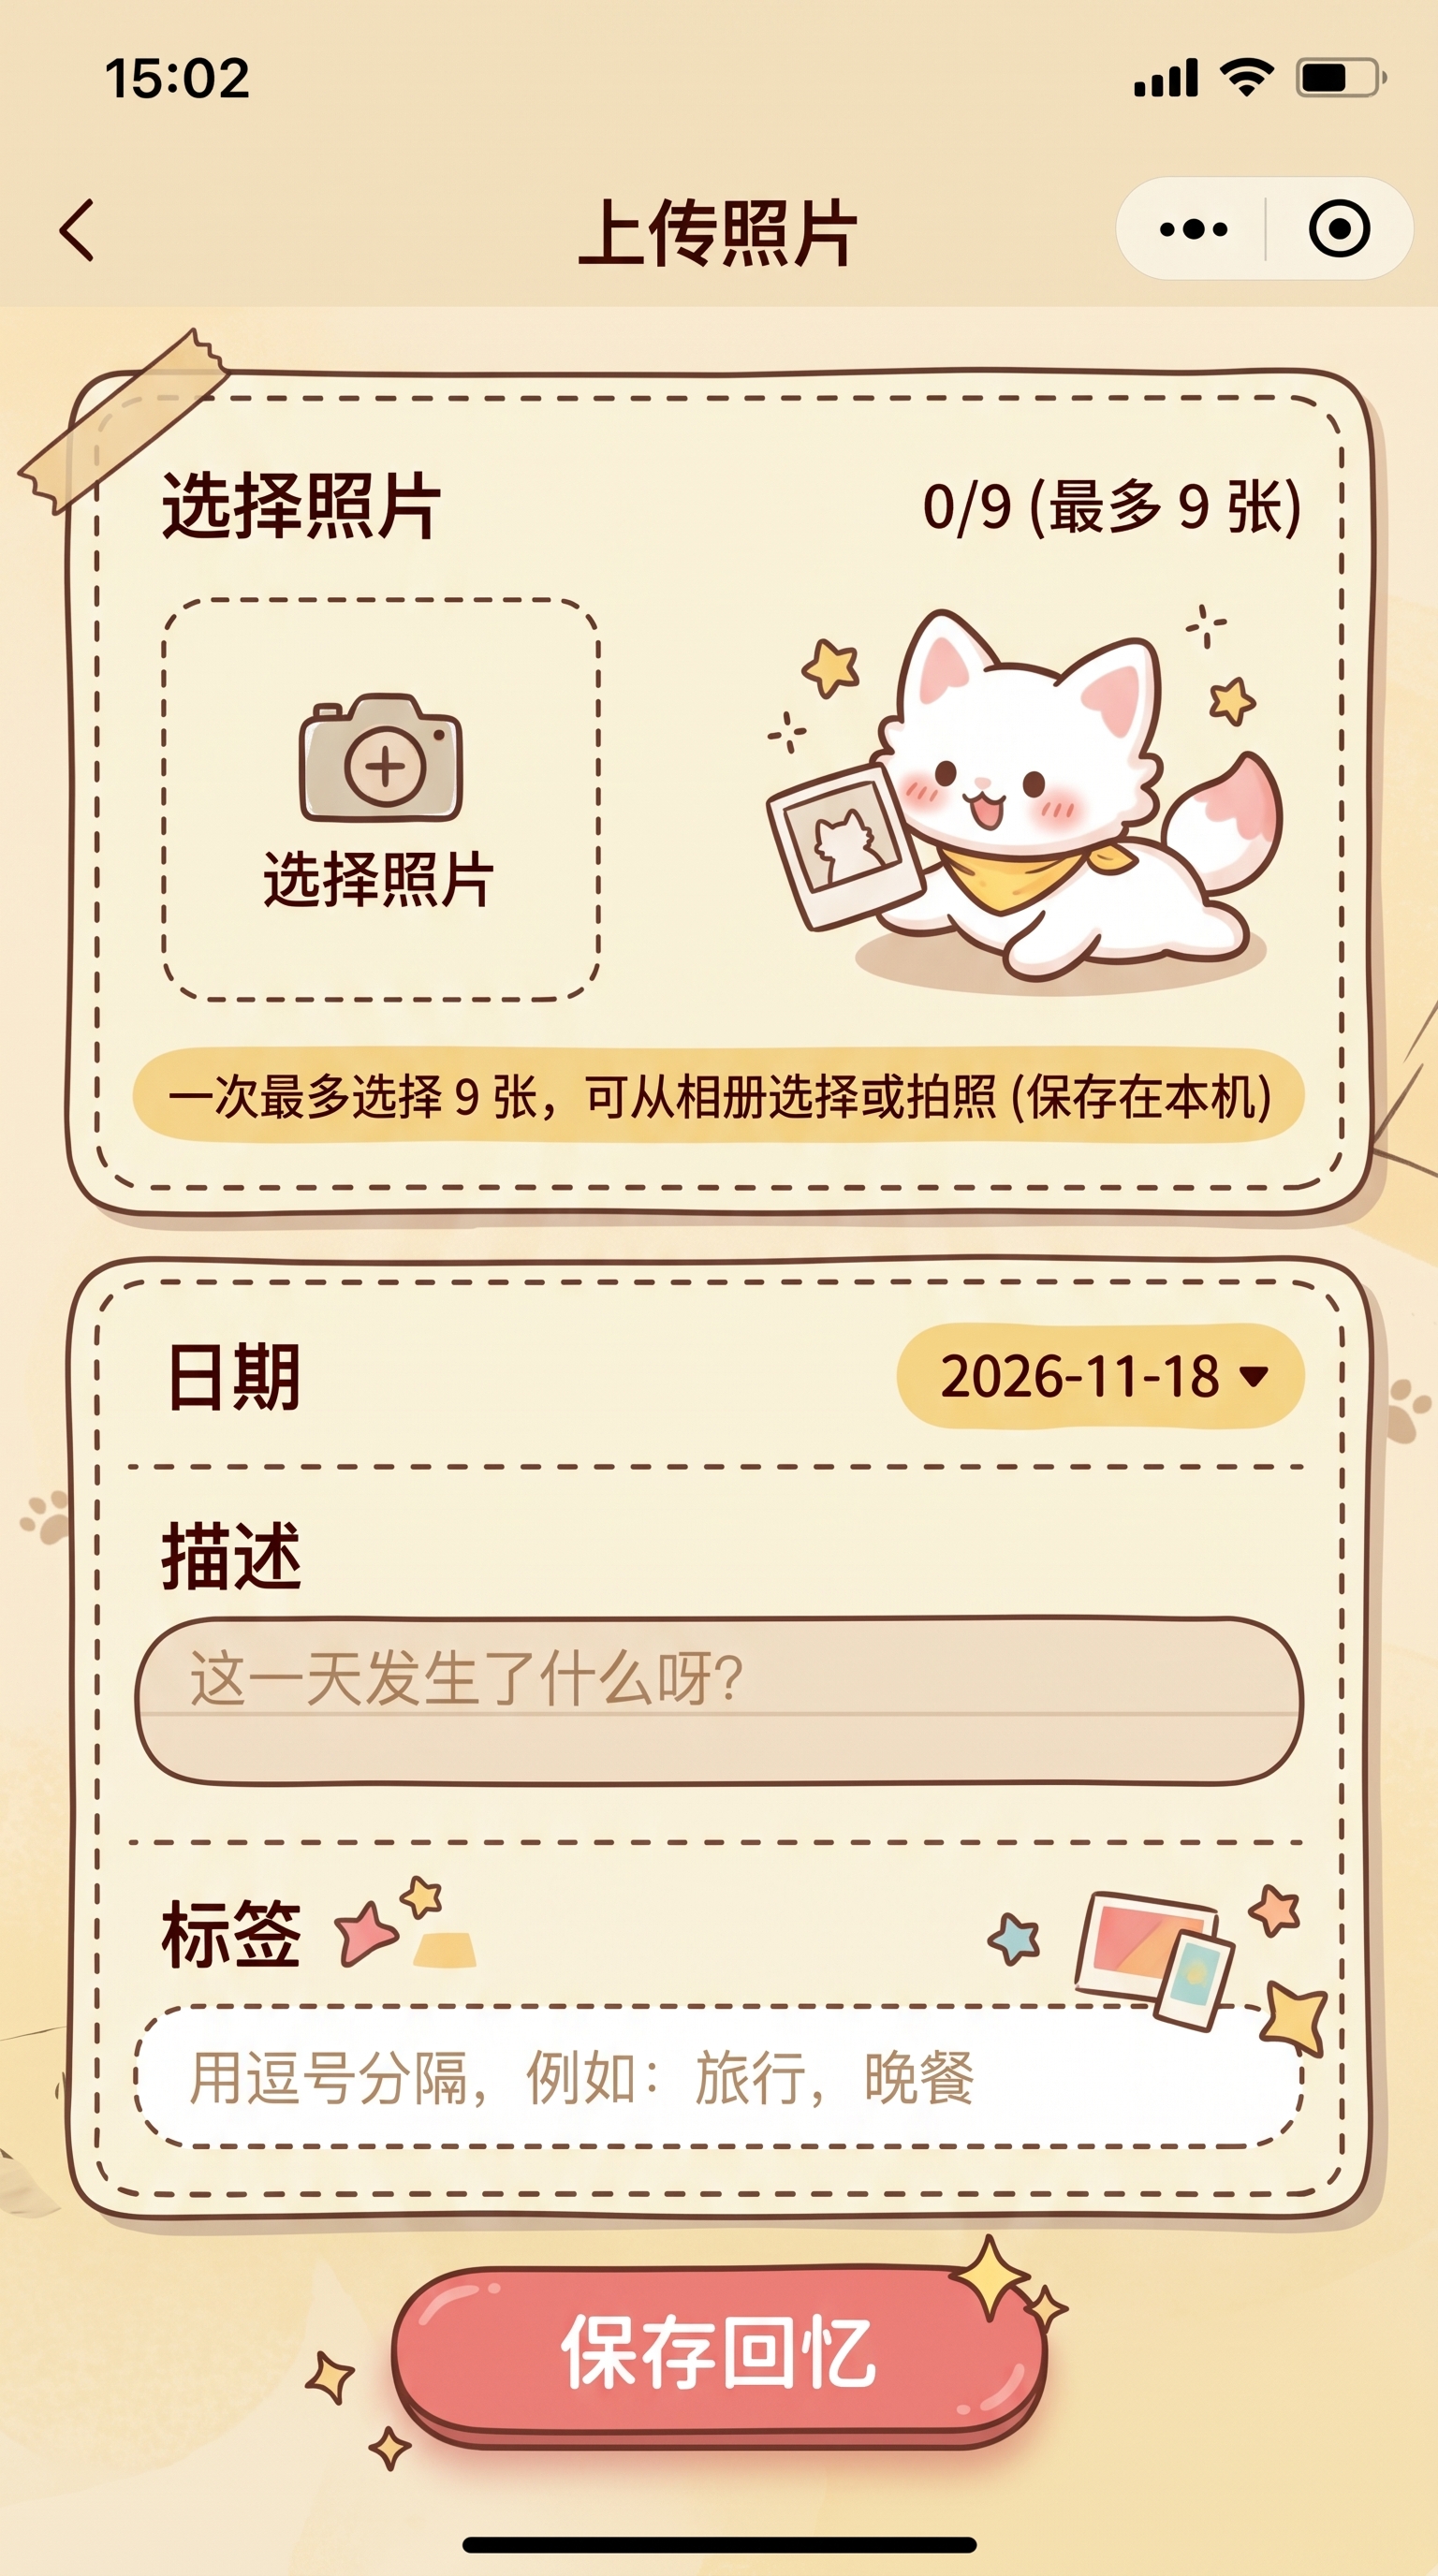 15:02
上传照片
选择照片
0/9 (最多 9 张)
选择照片
一次最多选择 9 张，可从相册选择或拍照 (保存在本机)
日期
2026-11-18
描述
这一天发生了什么呀?
标签
用逗号分隔，例如：旅行，晚餐
保存回忆